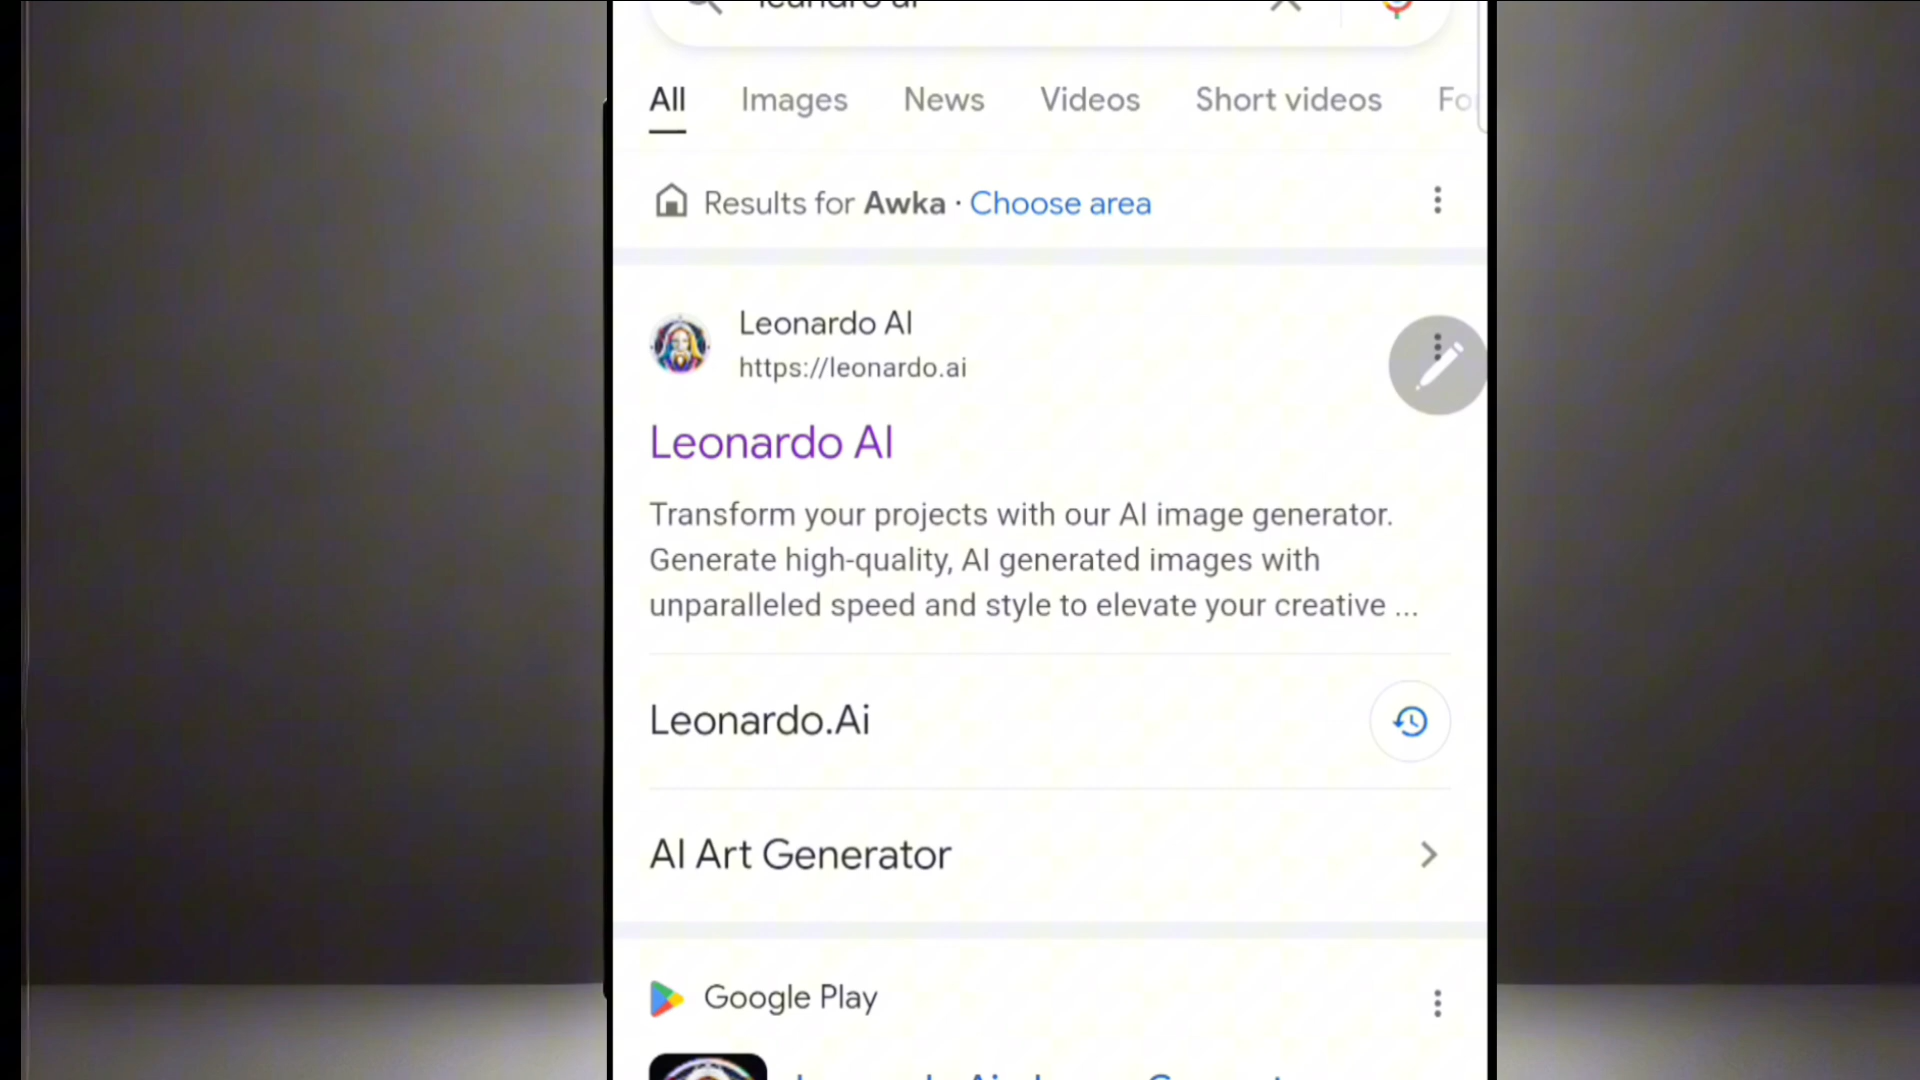 leandro ai
All Images News Videos Short videos
Results for Awka · Choose area
Leonardo AI
https://leonardo.ai
Leonardo AI
Transform your projects with our AI image generator.
Generate high-quality, AI generated images with
unparalleled speed and style to elevate your creative ...
Leonardo.Ai
AI Art Generator
Google Play